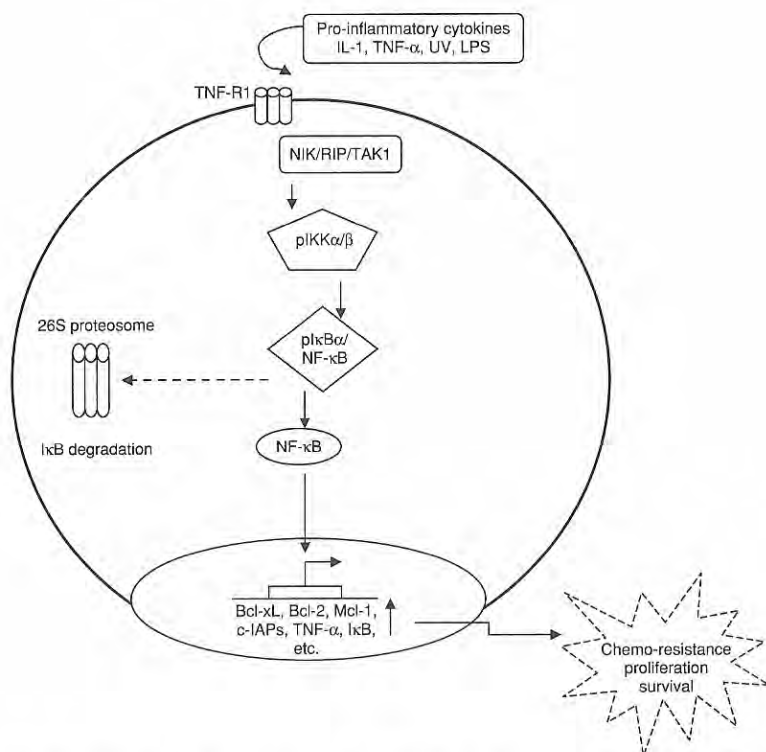 Pro-inflammatory cytokines
IL-1, TNF-α, UV, LPS
TNF-R1
NIK/RIP/TAK1
pIKKα/β
26S proteosome
pIκBα/
NF-κB
IκB degradation
NF-κB
Bcl-xL, Bcl-2, Mcl-1,
c-IAPs, TNF-α, IκB,
etc.
Chemo-resistance
proliferation
survival